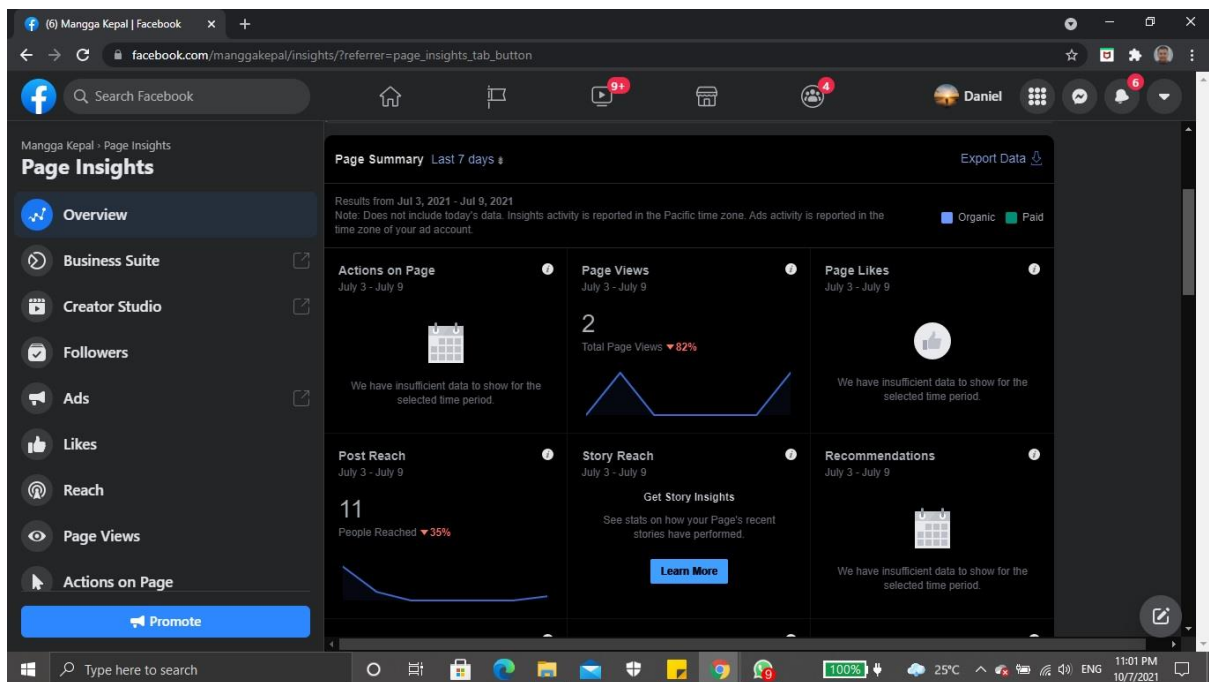 (6) Mangga Kepal | Facebook
facebook.com/manggakepal/insights/?referrer=page_insights_tab_button
Search Facebook
9+
4
Daniel
6
Mangga Kepal › Page Insights
Page Insights
Overview
Business Suite
Creator Studio
Followers
Ads
Likes
Reach
Page Views
Actions on Page
Promote
Page Summary Last 7 days
Export Data
Results from Jul 3, 2021 - Jul 9, 2021
Note: Does not include today's data. Insights activity is reported in the Pacific time zone. Ads activity is reported in the
time zone of your ad account.
Organic Paid
Actions on Page
July 3 - July 9
We have insufficient data to show for the
selected time period.
Page Views
July 3 - July 9
2
Total Page Views ▼82%
Page Likes
July 3 - July 9
We have insufficient data to show for the
selected time period.
Post Reach
July 3 - July 9
11
People Reached ▼35%
Story Reach
July 3 - July 9
Get Story Insights
See stats on how your Page's recent
stories have performed.
Learn More
Recommendations
July 3 - July 9
We have insufficient data to show for the
selected time period.
Type here to search
9
100%
25°C
ENG
11:01 PM
10/7/2021